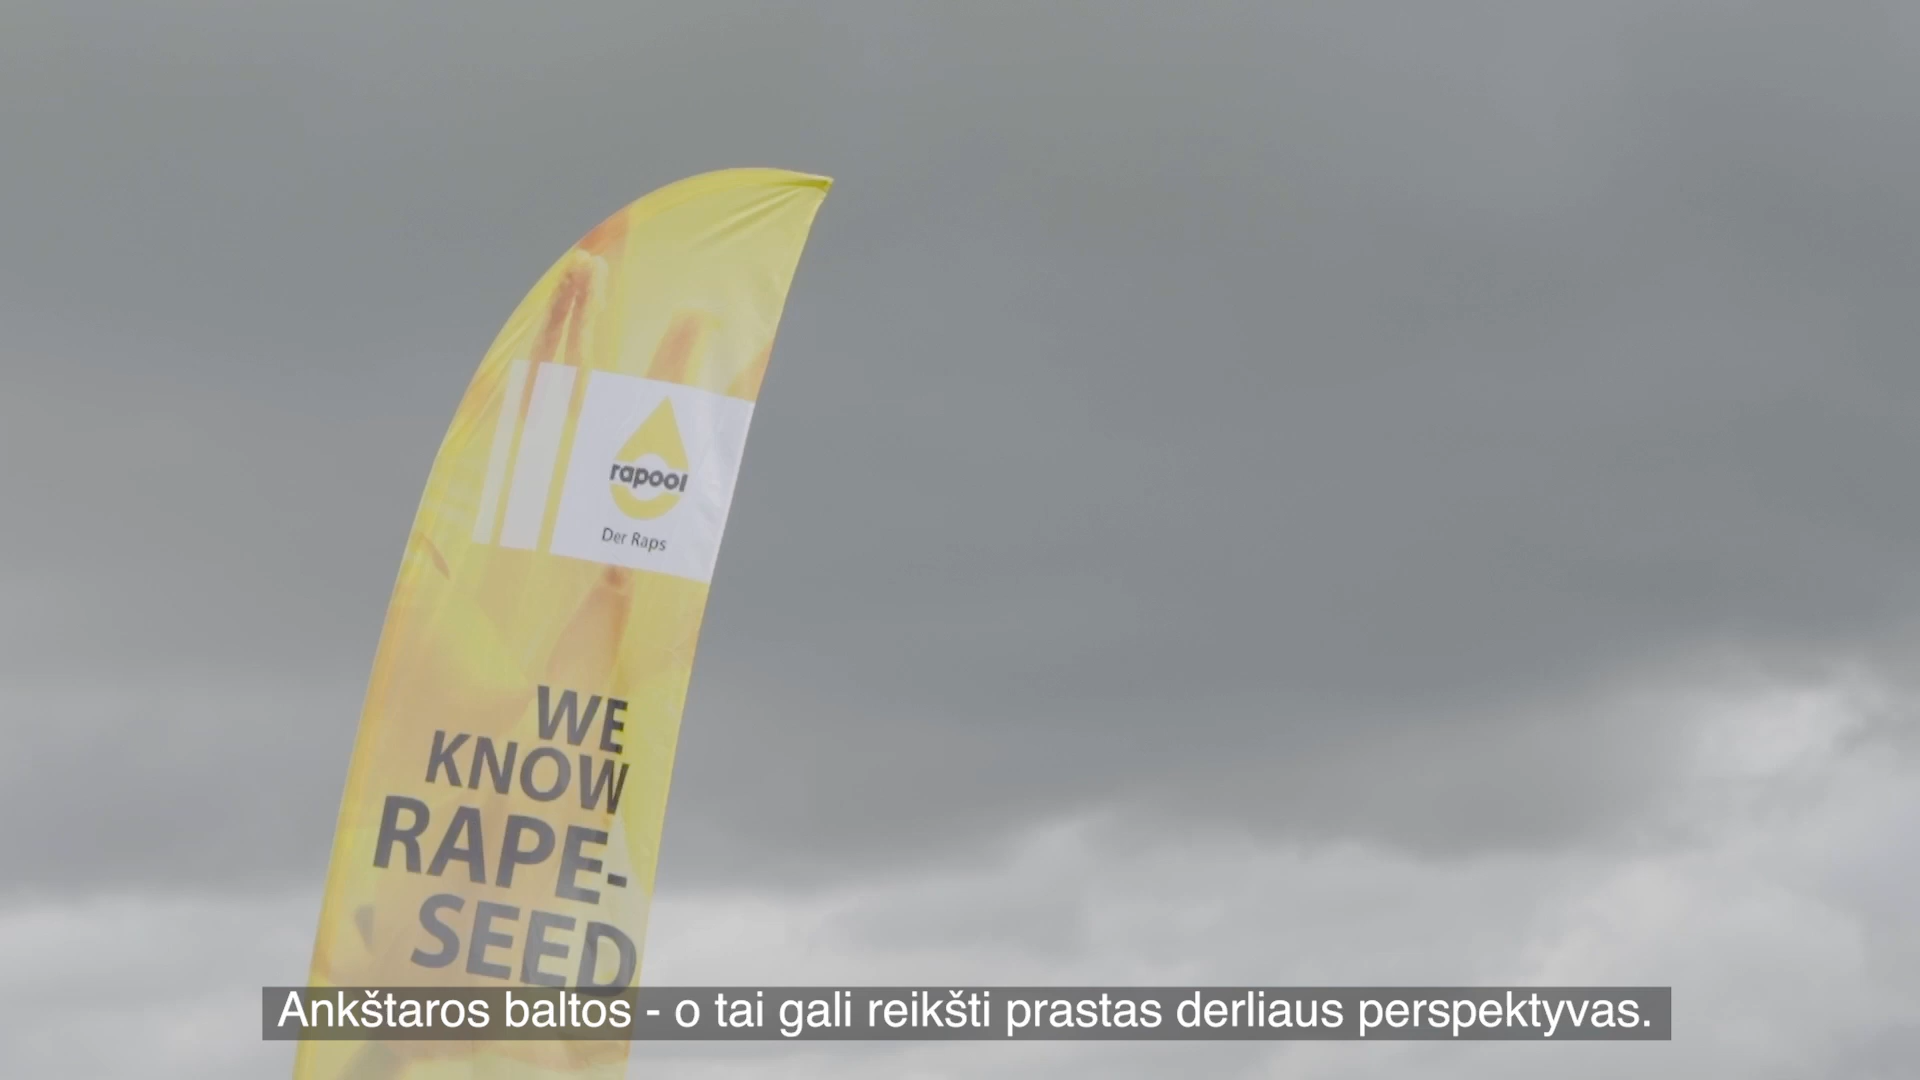 rapool
Der Raps
WE
KNOW
RAPE-
SEED
Ankštaros baltos - o tai gali reikšti prastas derliaus perspektyvas.